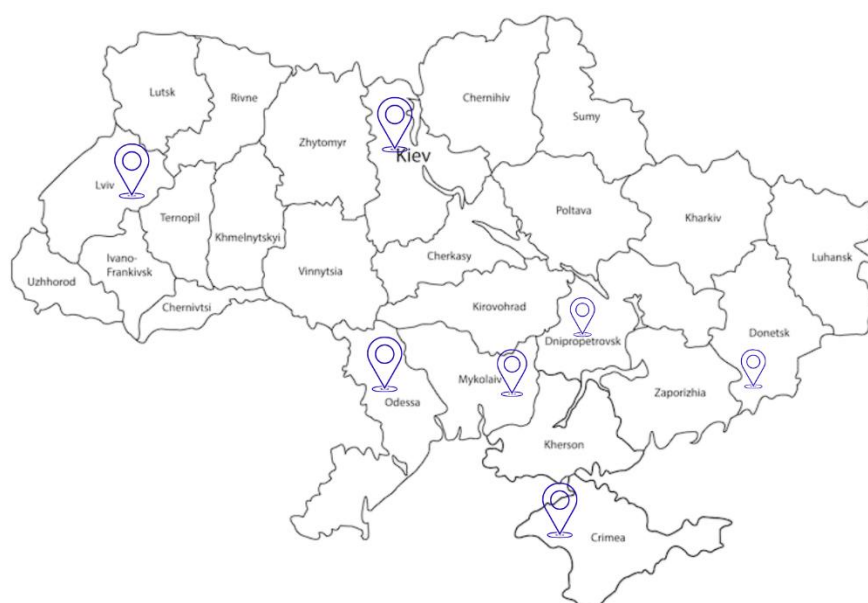 Lutsk
Rivne
Chernihiv
Sumy
Zhytomyr
Kiev
Lviv
Ternopil
Khmelnytskyi
Poltava
Kharkiv
Uzhhorod
Ivano-
Frankivsk
Vinnytsia
Cherkasy
Luhansk
Chernivtsi
Kirovohrad
Dnipropetrovsk
Donetsk
Odessa
Mykolaiv
Zaporizhia
Kherson
Crimea